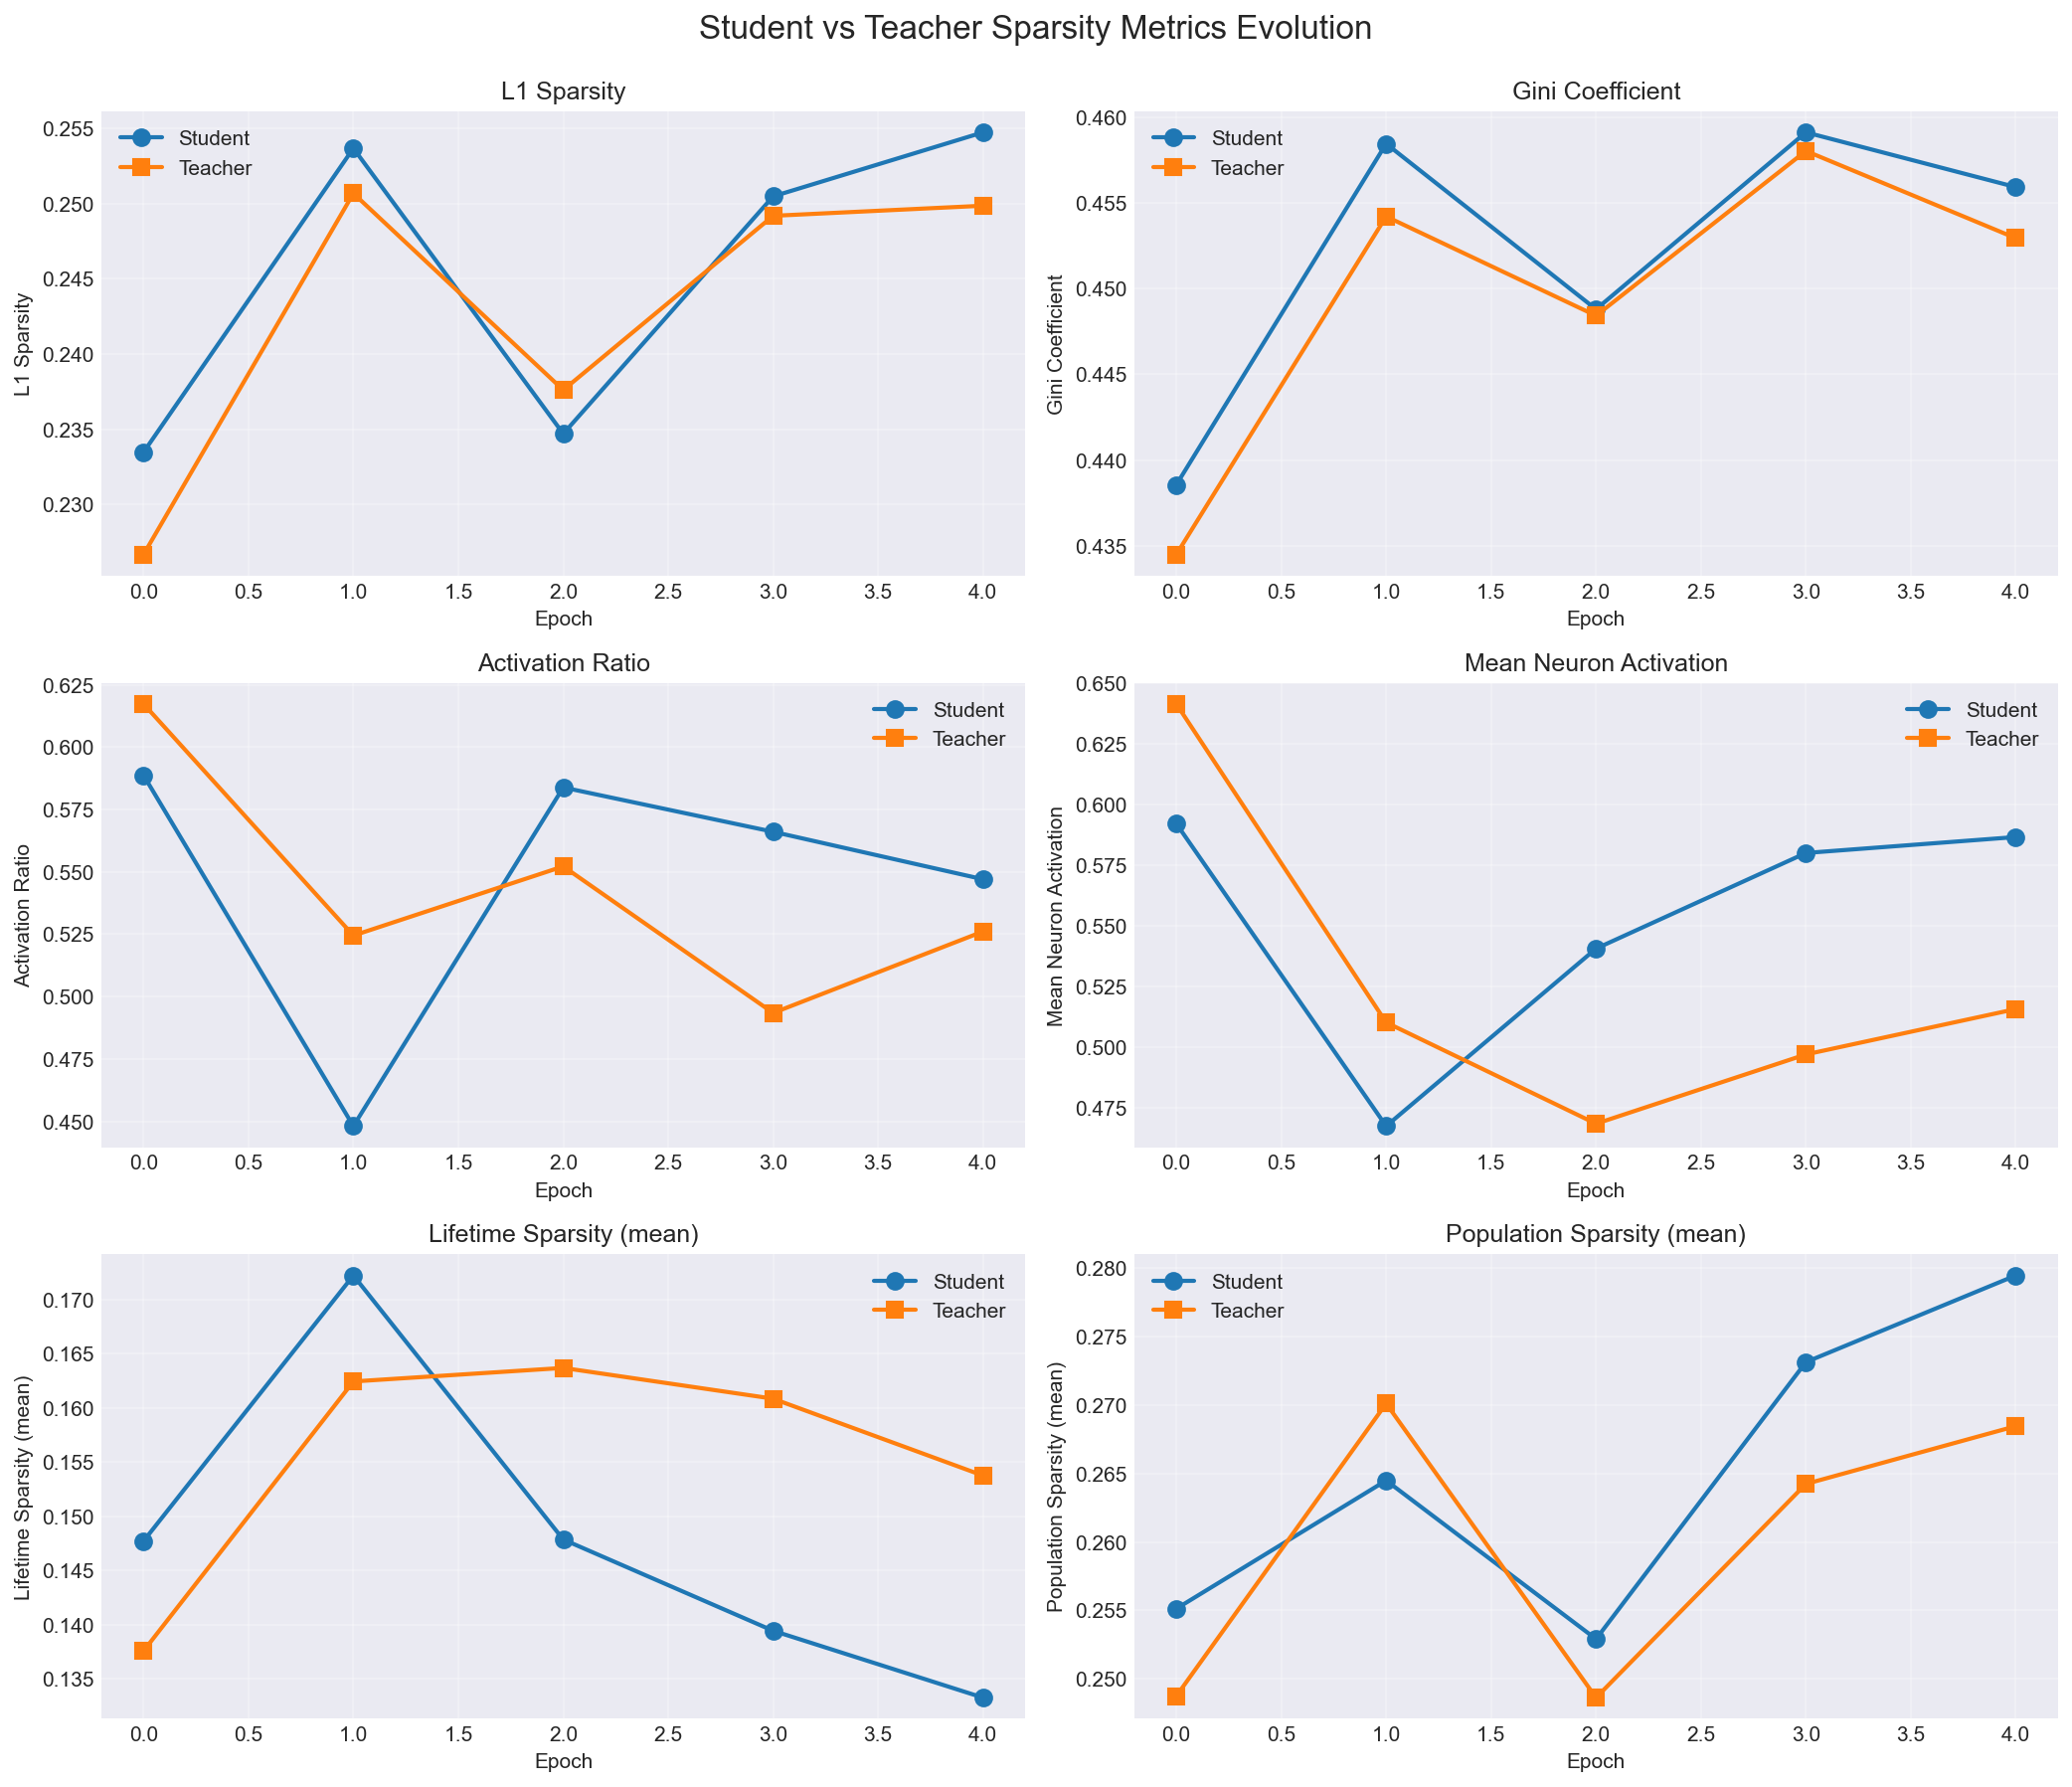 Student vs Teacher Sparsity Metrics Evolution
L1 Sparsity
0.255
0.250
0.245
0.240
0.235
0.230
L1 Sparsity
Student
Teacher
0.0 0.5 1.0 1.5 2.0 2.5 3.0 3.5 4.0
Epoch
Gini Coefficient
0.460
0.455
0.450
0.445
0.440
0.435
Gini Coefficient
Student
Teacher
0.0 0.5 1.0 1.5 2.0 2.5 3.0 3.5 4.0
Epoch
Activation Ratio
0.625
0.600
0.575
0.550
0.525
0.500
0.475
0.450
Activation Ratio
Student
Teacher
0.0 0.5 1.0 1.5 2.0 2.5 3.0 3.5 4.0
Epoch
Mean Neuron Activation
0.650
0.625
0.600
0.575
0.550
0.525
0.500
0.475
Mean Neuron Activation
Student
Teacher
0.0 0.5 1.0 1.5 2.0 2.5 3.0 3.5 4.0
Epoch
Lifetime Sparsity (mean)
0.170
0.165
0.160
0.155
0.150
0.145
0.140
0.135
Lifetime Sparsity (mean)
Student
Teacher
0.0 0.5 1.0 1.5 2.0 2.5 3.0 3.5 4.0
Epoch
Population Sparsity (mean)
0.280
0.275
0.270
0.265
0.260
0.255
0.250
Population Sparsity (mean)
Student
Teacher
0.0 0.5 1.0 1.5 2.0 2.5 3.0 3.5 4.0
Epoch